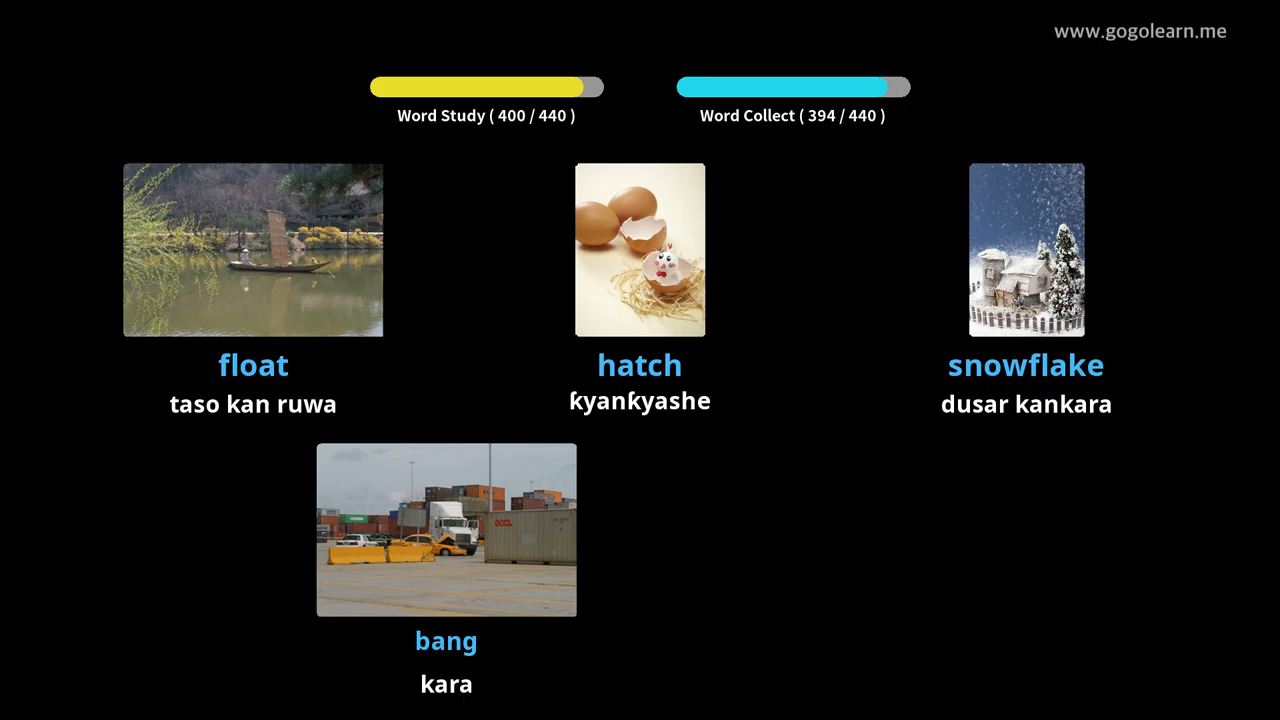 www.gogolearn.me
Word Study ( 400 / 440 )
Word Collect ( 394 / 440 )
float
taso kan ruwa
hatch
ƙyanƙyashe
snowflake
dusar kankara
OOCL
bang
kara